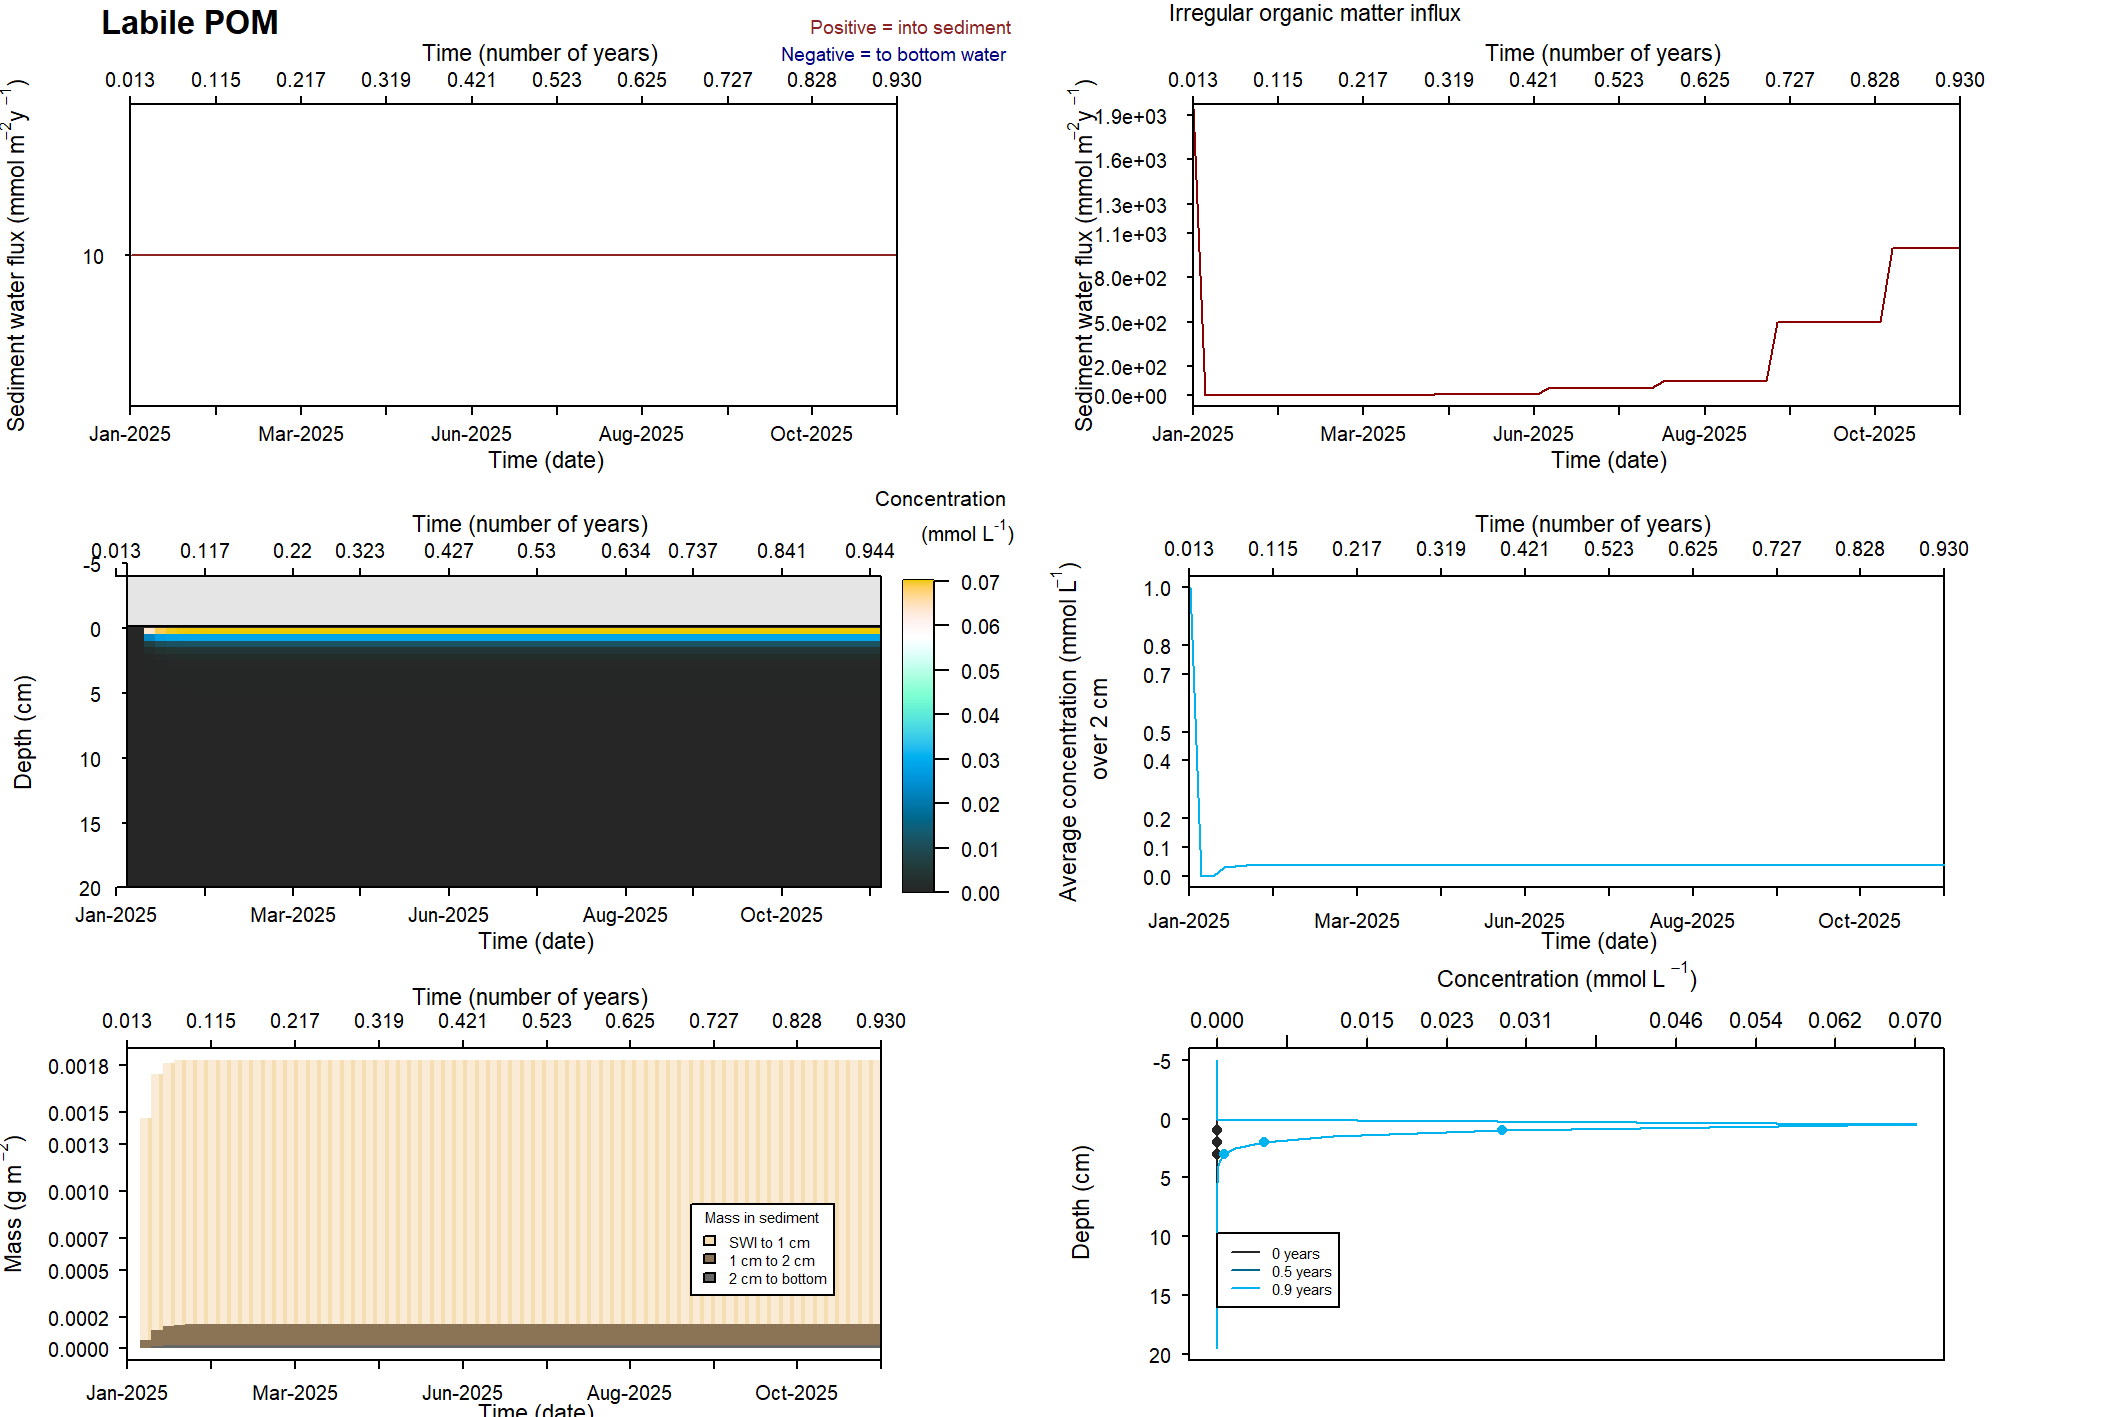 Labile POM
Positive = into sediment
Negative = to bottom water
Time (number of years)
0.013 0.115 0.217 0.319 0.421 0.523 0.625 0.727 0.828 0.930
Sediment water flux (mmol m−2y−1)
10
Jan-2025 Mar-2025 Jun-2025 Aug-2025 Oct-2025
Time (date)
Irregular organic matter influx
Time (number of years)
0.013 0.115 0.217 0.319 0.421 0.523 0.625 0.727 0.828 0.930
Sediment water flux (mmol m−2y−1)
1.9e+03
1.6e+03
1.3e+03
1.1e+03
8.0e+02
5.0e+02
2.0e+02
0.0e+00
Jan-2025 Mar-2025 Jun-2025 Aug-2025 Oct-2025
Time (date)
Concentration
(mmol L-1)
Time (number of years)
0.013 0.117 0.22 0.323 0.427 0.53 0.634 0.737 0.841 0.944
Depth (cm)
-5
0
5
10
15
20
0.07
0.06
0.05
0.04
0.03
0.02
0.01
0.00
Jan-2025 Mar-2025 Jun-2025 Aug-2025 Oct-2025
Time (date)
Time (number of years)
0.013 0.115 0.217 0.319 0.421 0.523 0.625 0.727 0.828 0.930
Average concentration (mmol L−1)
over 2 cm
1.0
0.8
0.7
0.5
0.4
0.2
0.1
0.0
Jan-2025 Mar-2025 Jun-2025 Aug-2025 Oct-2025
Time (date)
Time (number of years)
0.013 0.115 0.217 0.319 0.421 0.523 0.625 0.727 0.828 0.930
Mass (g m−2)
0.0018
0.0015
0.0013
0.0010
0.0007
0.0005
0.0002
0.0000
Mass in sediment
SWI to 1 cm
1 cm to 2 cm
2 cm to bottom
Jan-2025 Mar-2025 Jun-2025 Aug-2025 Oct-2025
Time (date)
Concentration (mmol L −1)
0.000 0.015 0.023 0.031 0.046 0.054 0.062 0.070
Depth (cm)
-5
0
5
10
15
20
0 years
0.5 years
0.9 years